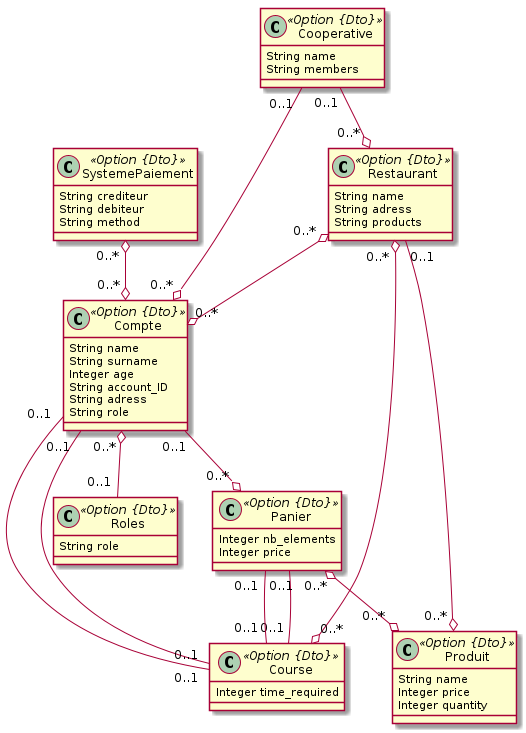 C «Option {Dto}»
Cooperative
String name
String members
0..1
0..1
0..*
C «Option {Dto}»
SystemePaiement
String crediteur
String debiteur
String method
C «Option {Dto}»
Restaurant
String name
String adress
String products
0..*
0..*
0..*
0..*
0..1
0..*
0..*
C «Option {Dto}»
Compte
String name
String surname
Integer age
String account_ID
String adress
String role
0..1
0..1
0..*
0..1
0..1
0..*
C «Option {Dto}»
Roles
String role
C «Option {Dto}»
Panier
Integer nb_elements
Integer price
0..1
0..1
0..*
0..1
0..1
0..*
0..*
0..*
C «Option {Dto}»
Course
Integer time_required
0..1
0..1
C «Option {Dto}»
Produit
String name
Integer price
Integer quantity